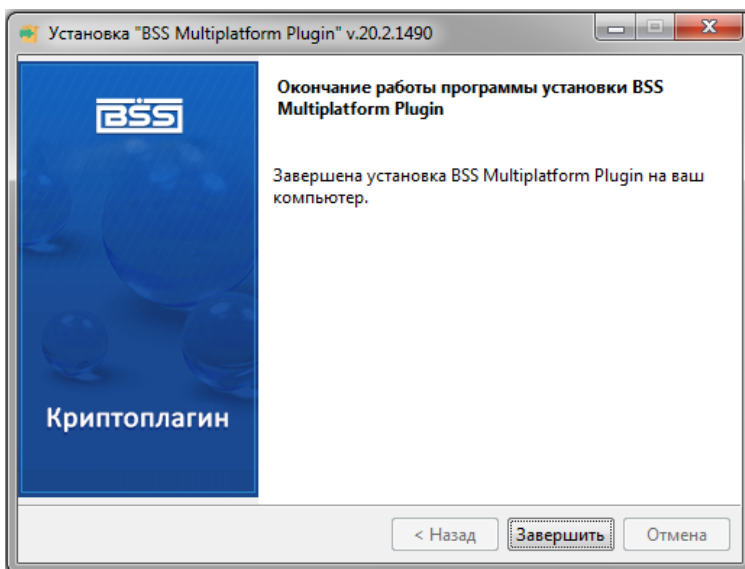 Установка "BSS Multiplatform Plugin" v.20.2.1490
BSS
Окончание работы программы установки BSS
Multiplatform Plugin
Завершена установка BSS Multiplatform Plugin на ваш
компьютер.
Криптоплагин
< Назад
Завершить
Отмена